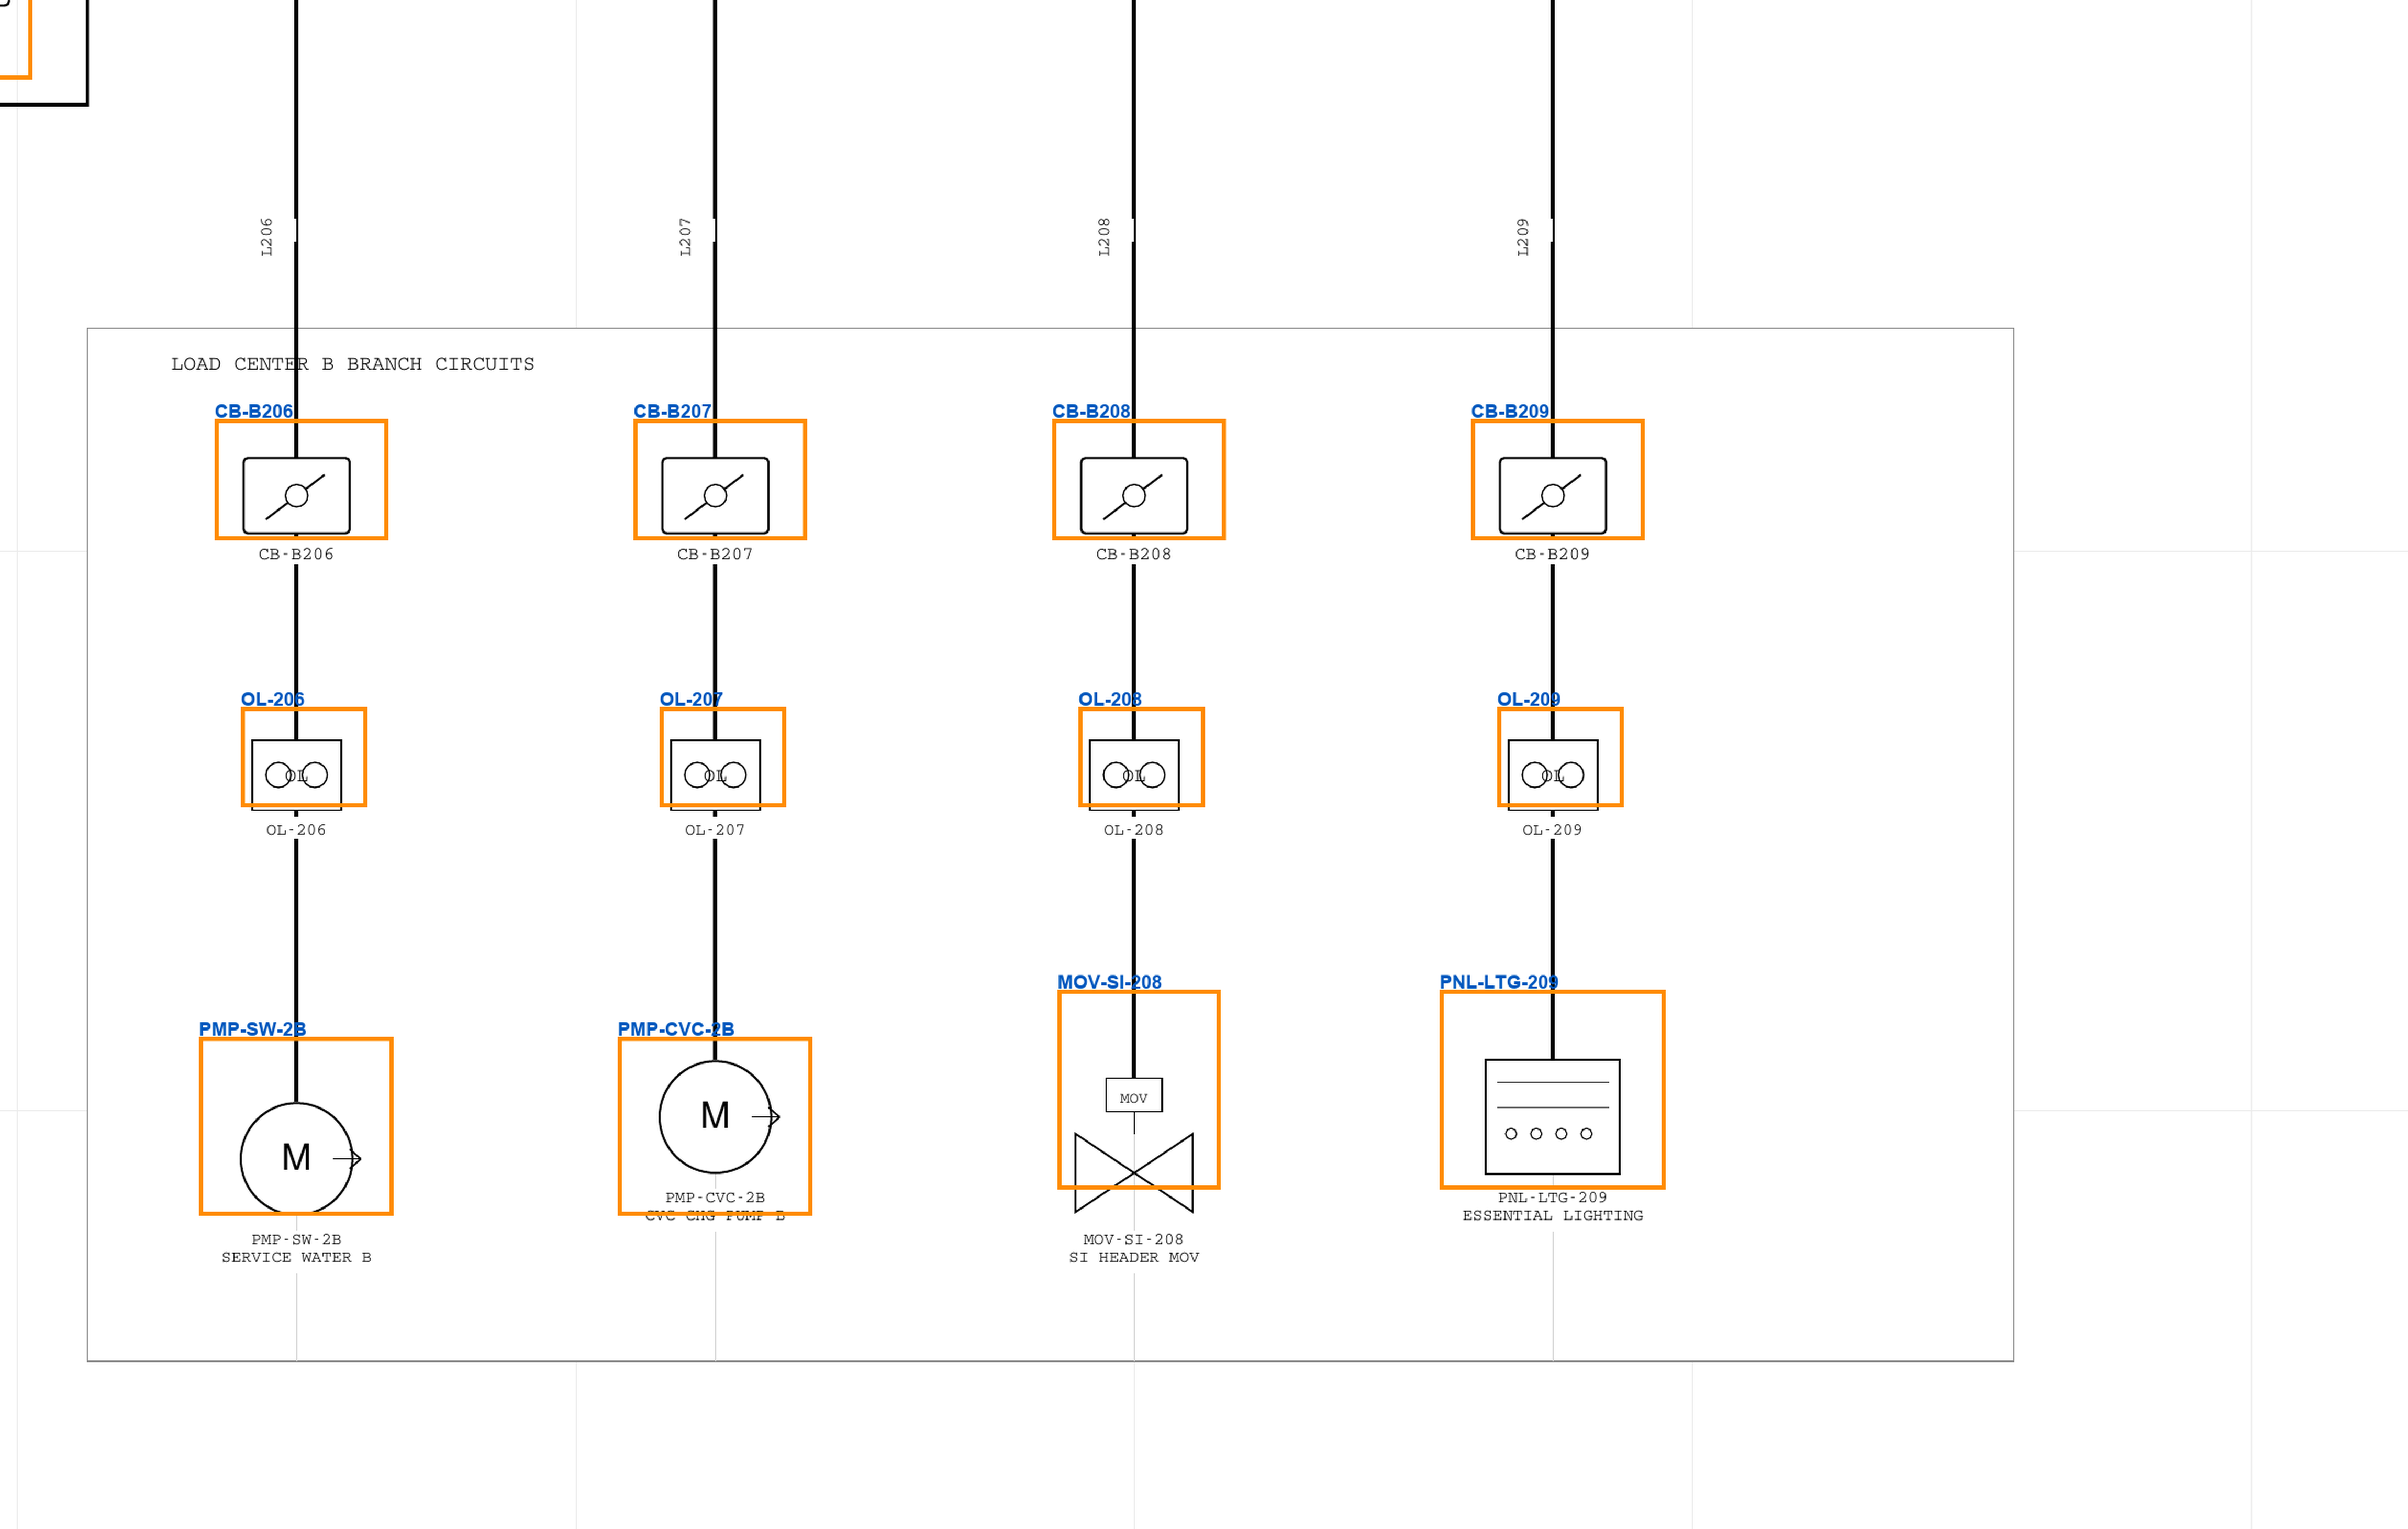 L206
L207
L208
L209
LOAD CENTER B BRANCH CIRCUITS
CB-B206
CB-B207
CB-B208
CB-B209
CB-B206
CB-B207
CB-B208
CB-B209
OL-206
OL-207
OL-208
OL-209
OL
OL
OL
OL
OL-206
OL-207
OL-208
OL-209
MOV-SI-208
PNL-LTG-209
PMP-SW-2B
PMP-CVC-2B
MOV
M
M
PMP-CVC-2B
CVC CHG PUMP B
PNL-LTG-209
ESSENTIAL LIGHTING
PMP-SW-2B
SERVICE WATER B
MOV-SI-208
SI HEADER MOV